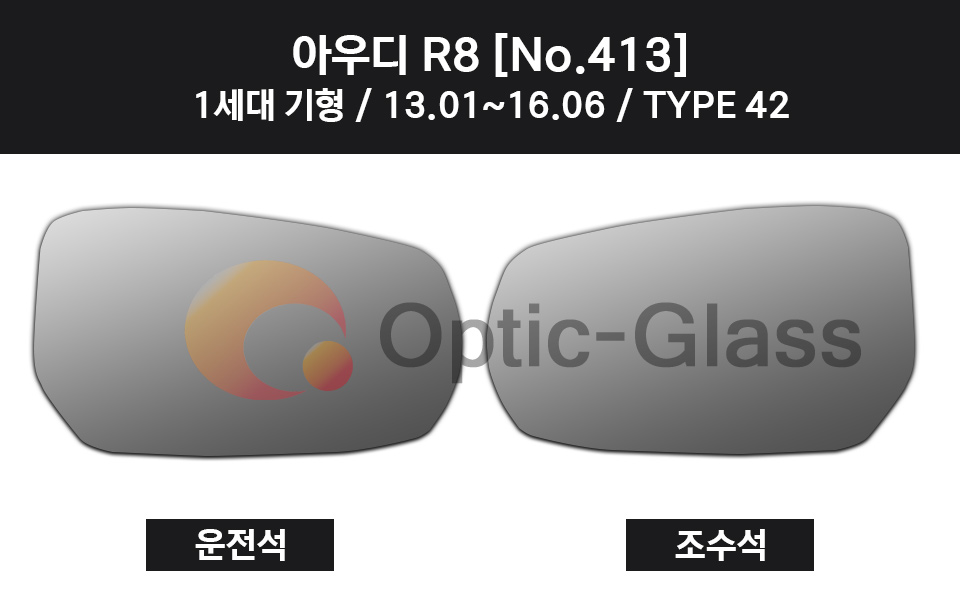 아우디 R8 [No.413]
1세대 기형 / 13.01~16.06 / TYPE 42
Optic-Glass
운전석
조수석